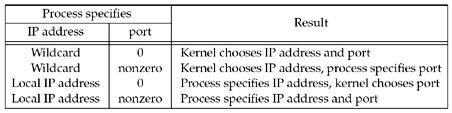 Process specifies Result
IP address port
Wildcard 0 Kernel chooses IP address and port
Wildcard nonzero Kernel chooses IP address, process specifies port
Local IP address 0 Process specifies IP address, kernel chooses port
Local IP address nonzero Process specifies IP address and port